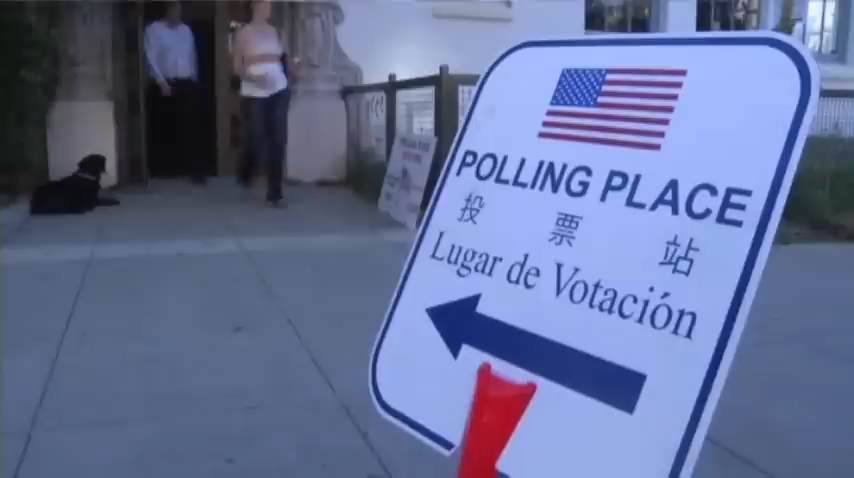 POLLING PLACE
投 票 站
Lugar de Votación